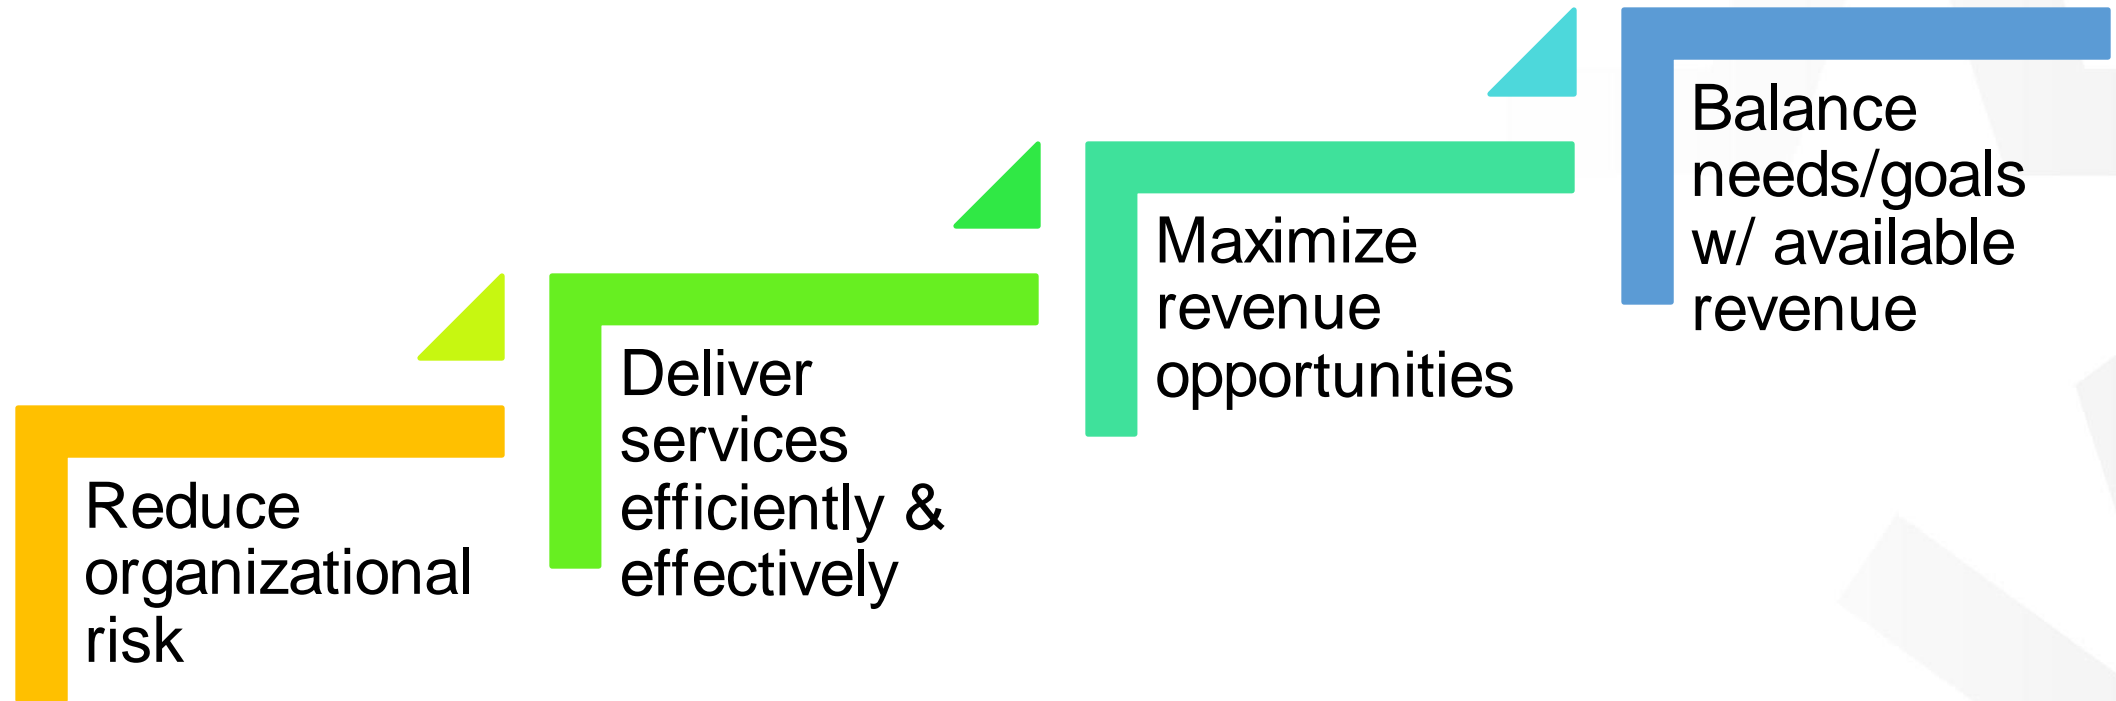 Reduce
organizational
risk
Deliver
services
efficiently &
effectively
Maximize
revenue
opportunities
Balance
needs/goals
w/ available
revenue